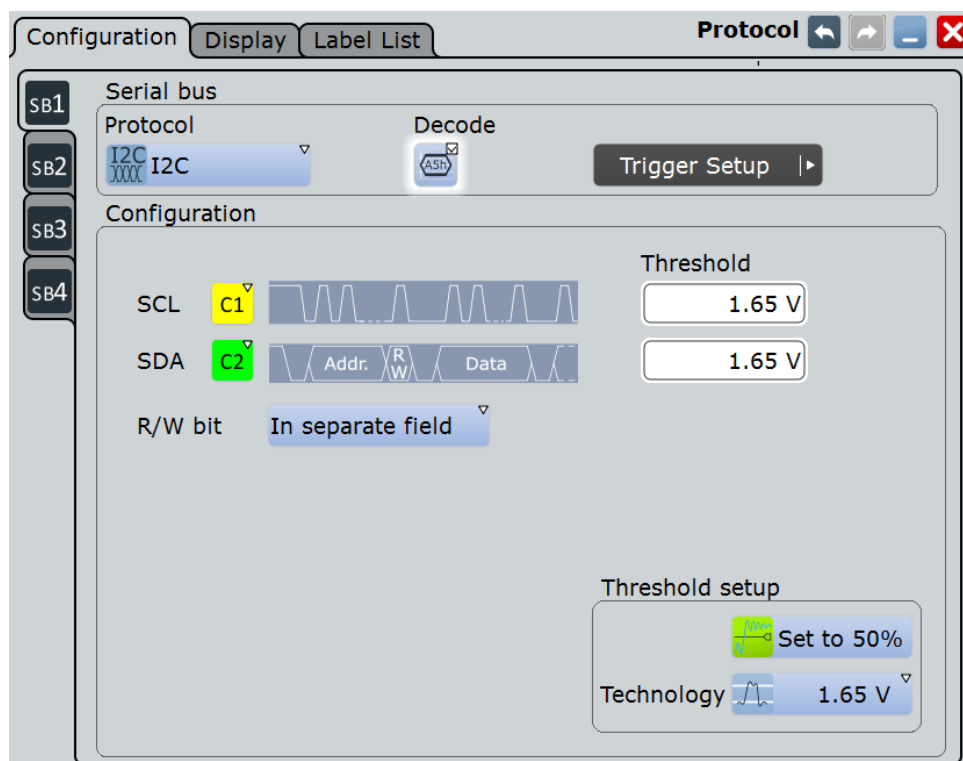 Configuration Display Label List Protocol
SB1 Serial bus
Protocol Decode
I2C XXXX I2C A5h Trigger Setup
SB2
Configuration
SB3
Threshold
SB4
SCL C1 1.65 V
SDA C2 Addr. R W Data 1.65 V
R/W bit In separate field
Threshold setup
Set to 50%
Technology 1.65 V